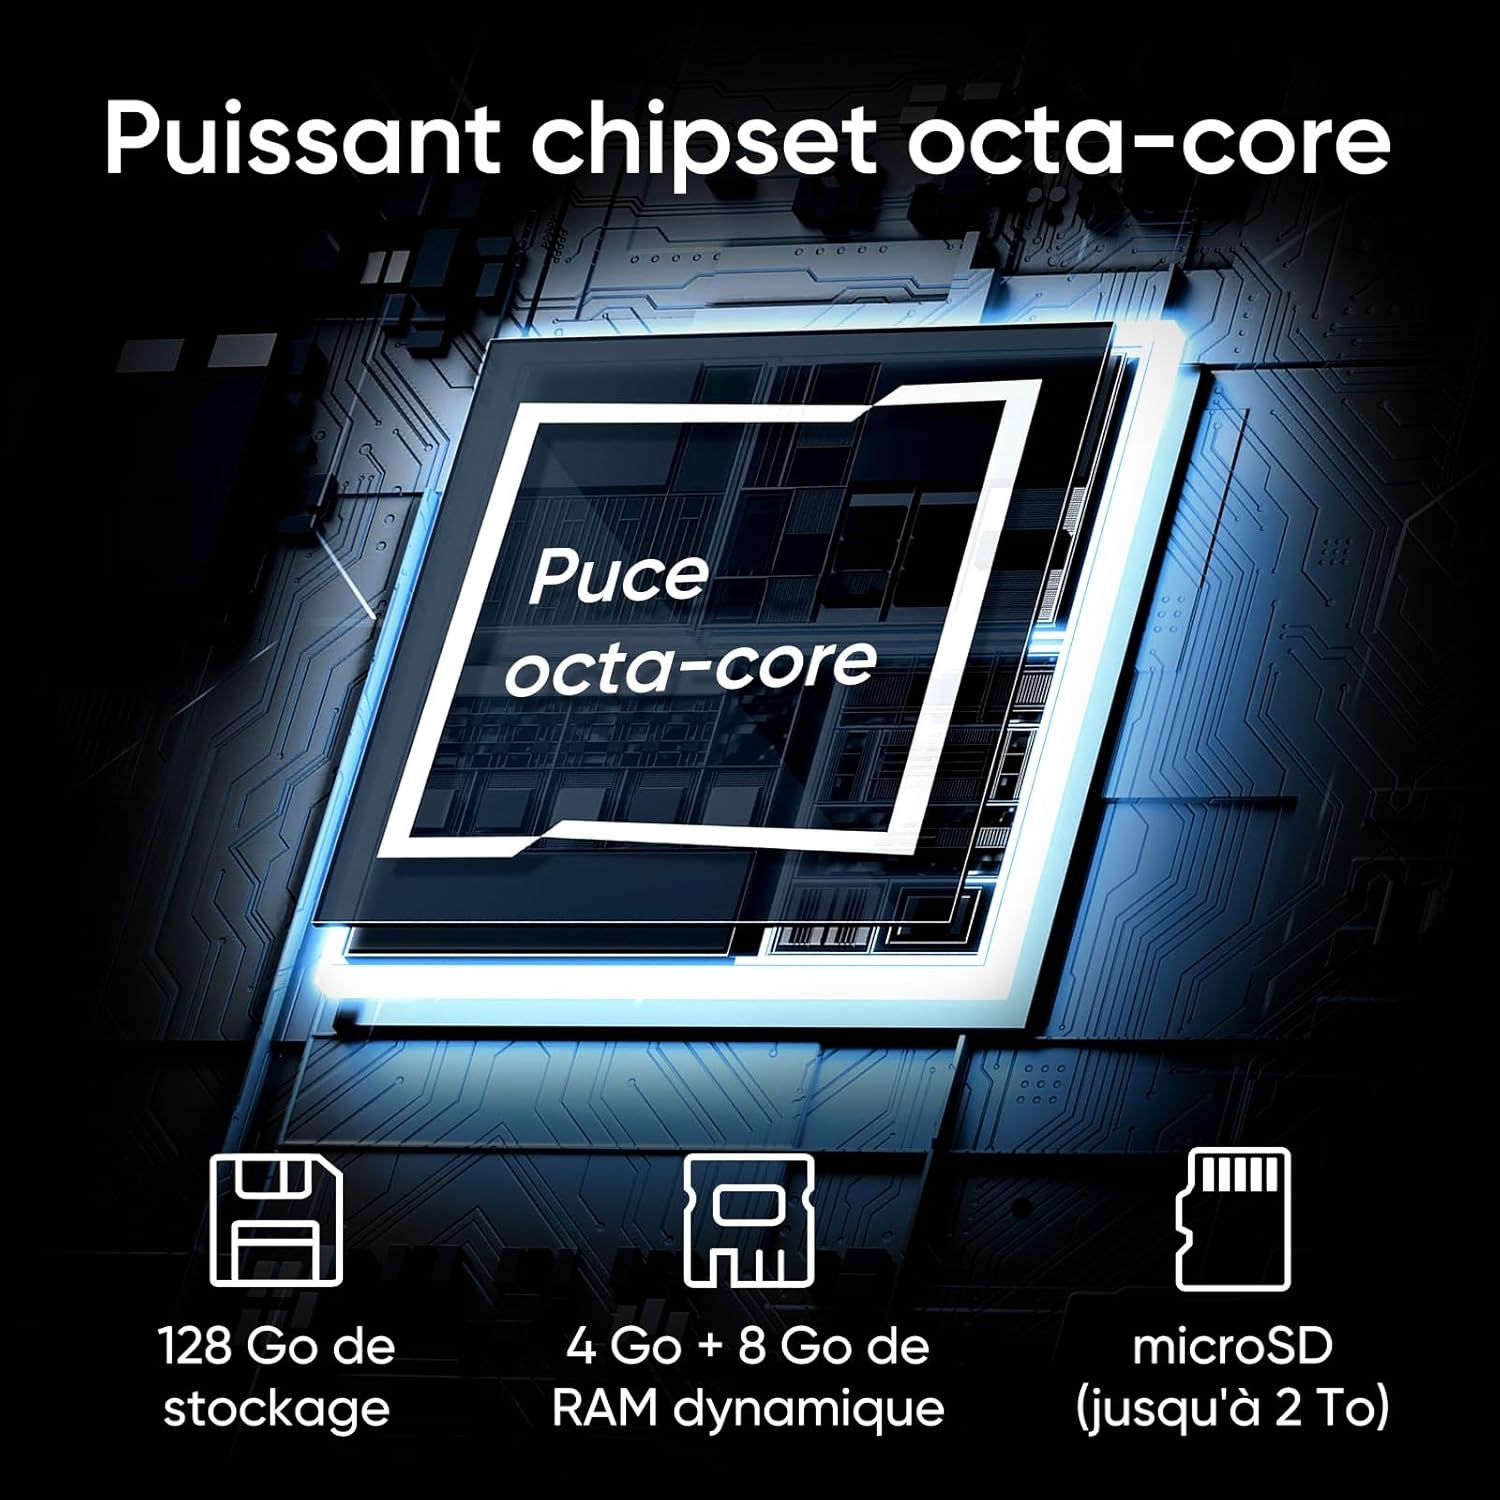 Puissant chipset octa-core
Puce
octa-core
128 Go de
stockage
4 Go + 8 Go de
RAM dynamique
microSD
(jusqu'à 2 To)